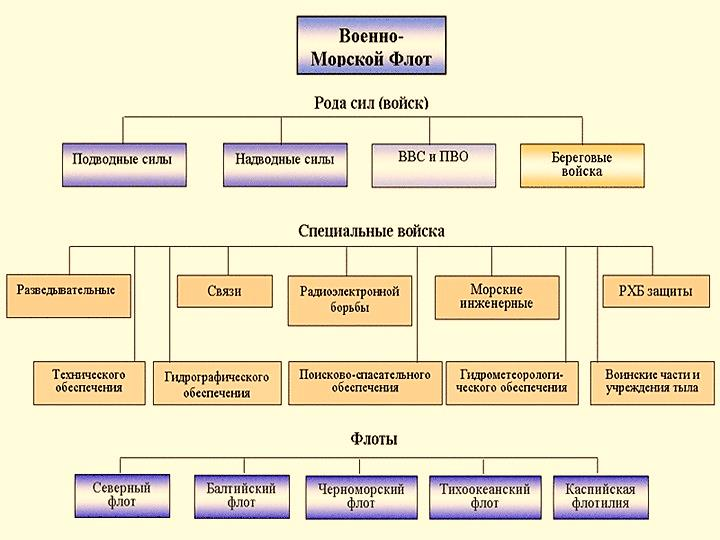 Военно-
Морской Флот
Рода сил (войск)
Подводные силы
Надводные силы
ВВС и ПВО
Береговые
войска
Специальные войска
Разведывательные
Связи
Радиоэлектронной
борьбы
Морские
инженерные
РХБ защиты
Технического
обеспечения
Гидрографического
обеспечения
Поисково-спасательного
обеспечения
Гидрометеорологи-
ческого обеспечения
Воинские части и
учреждения тыла
Флоты
Северный
флот
Балтийский
флот
Черноморский
флот
Тихоокеанский
флот
Каспийская
флотилия